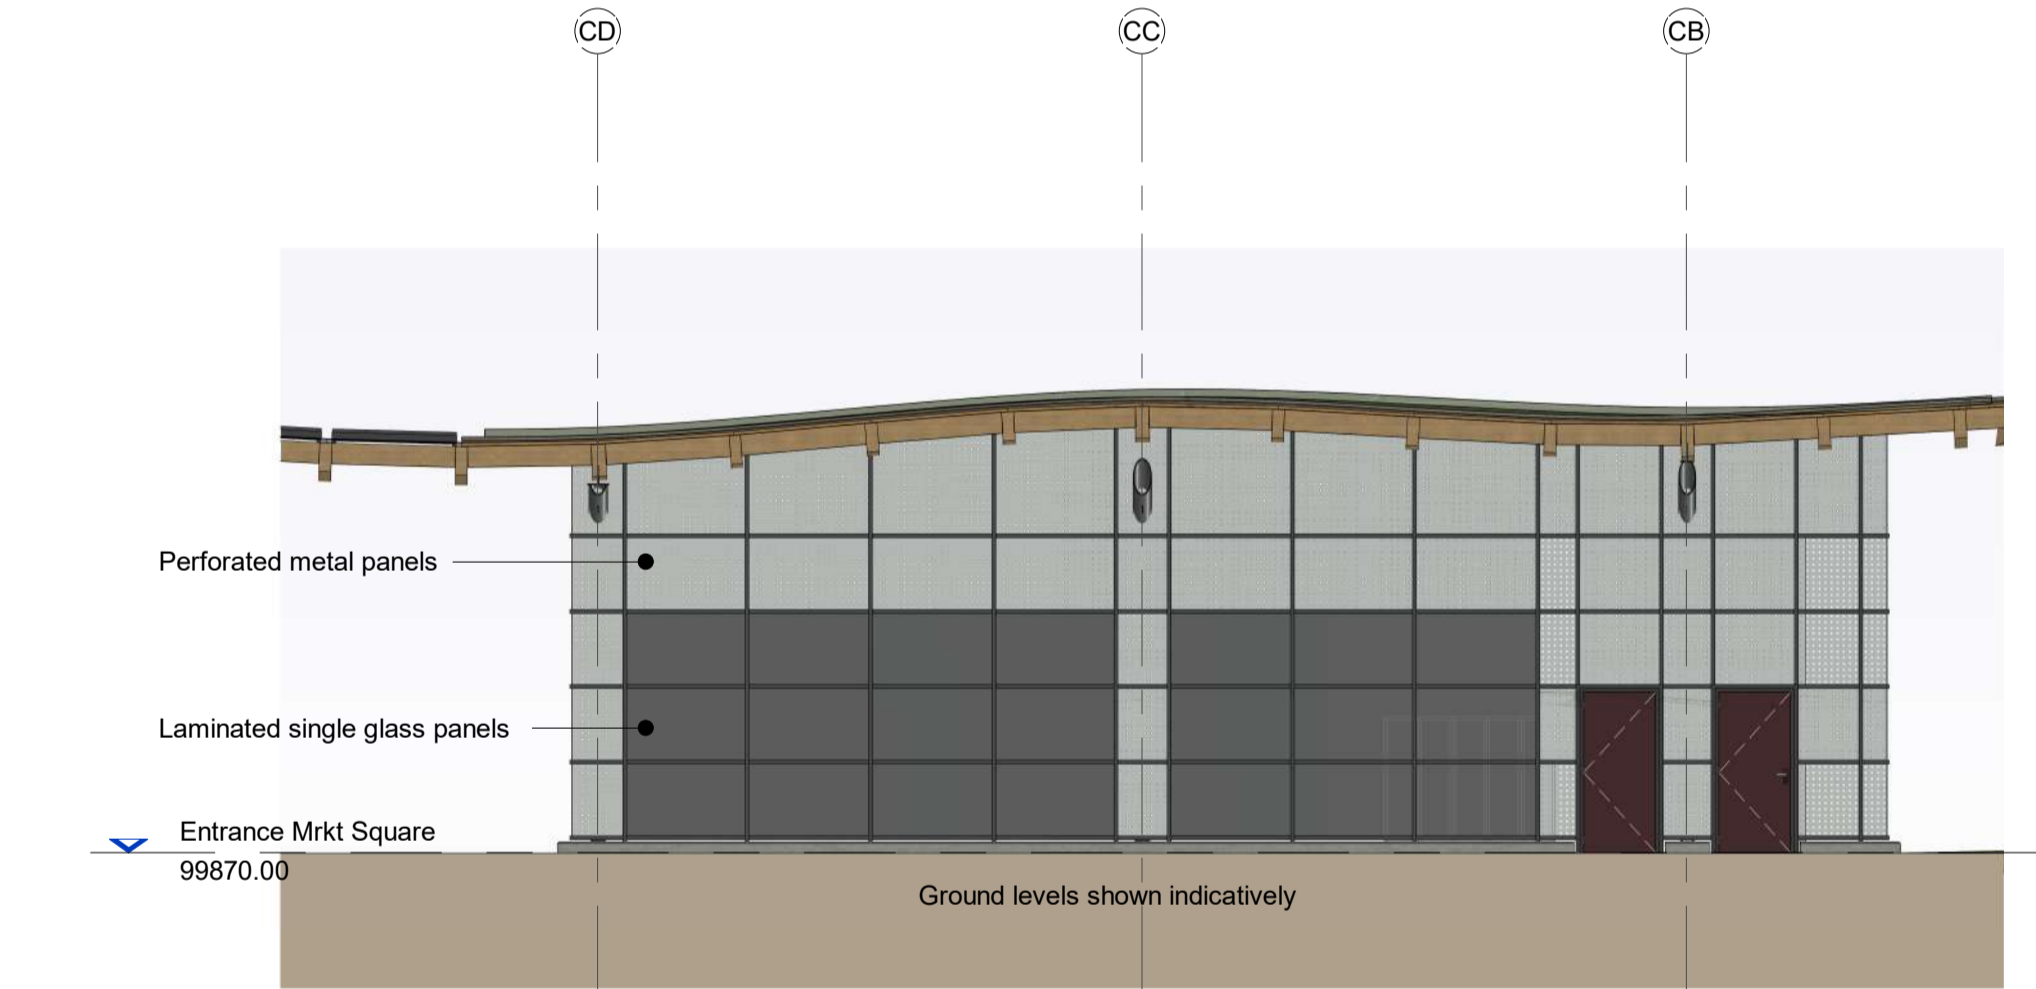 CD
CC
CB
Perforated metal panels
Laminated single glass panels
Entrance Mrkt Square
99870.00
Ground levels shown indicatively